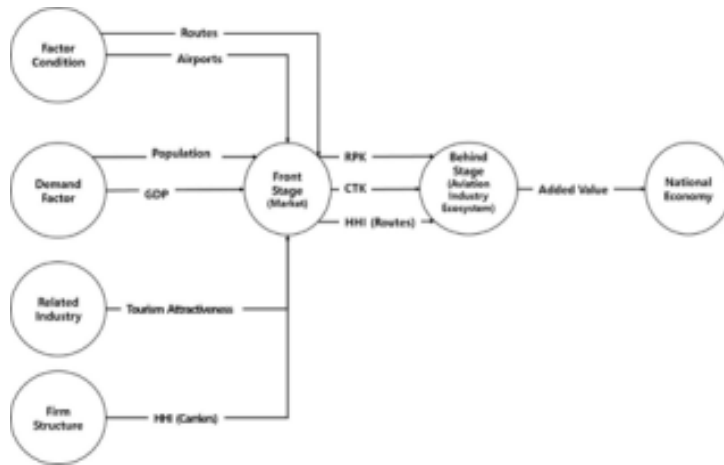 Routes
Factor
Condition
Airports
Population
Demand
Factor
GDP
Front
Stage
(Market)
RPK
CTK
HHI (Routes)
Behind
Stage
(Aviation
Industry
Ecosystem)
Added Value
National
Economy
Related
Industry
Tourism Attractiveness
Firm
Structure
HHI (Carriers)